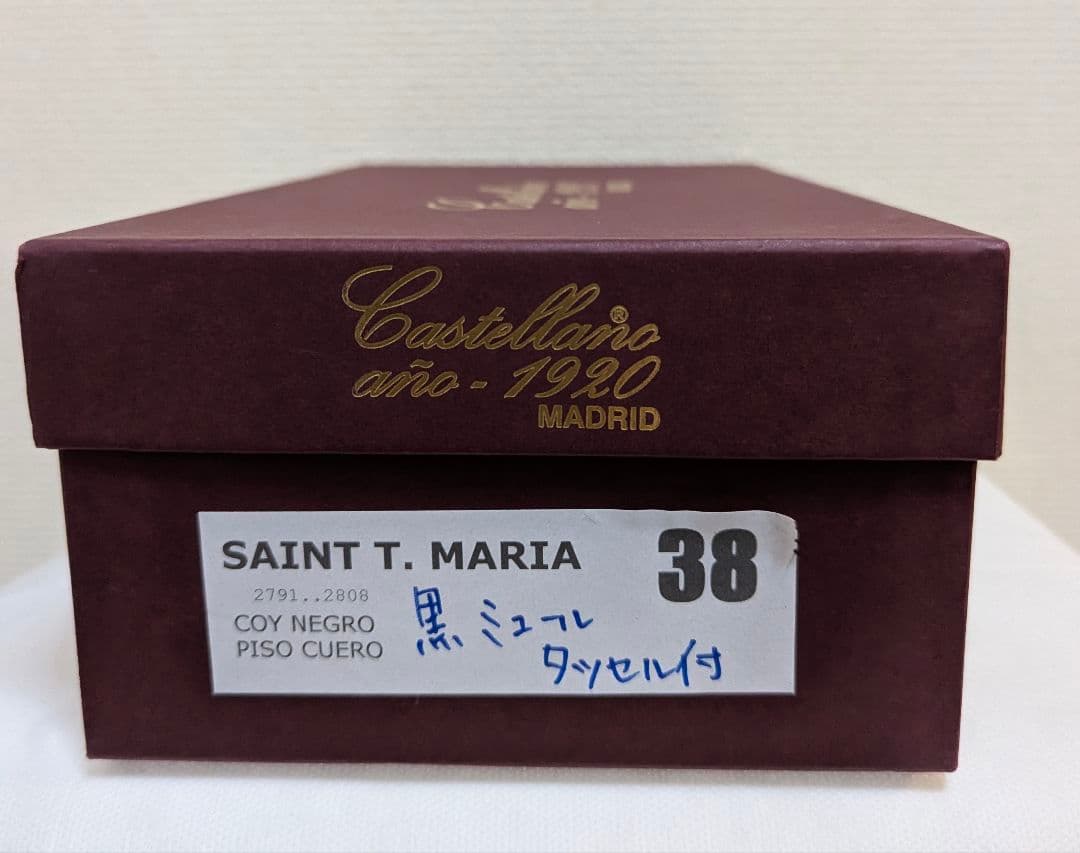 Castellano®
año - 1920
MADRID
SAINT T. MARIA
38
2791..2808
COY NEGRO
PISO CUERO
黒 ミュール
タッセル付